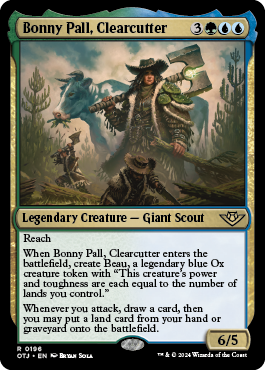 Bonny Pall, Clearcutter 3
Legendary Creature — Giant Scout
Reach
When Bonny Pall, Clearcutter enters the
battlefield, create Beau, a legendary blue Ox
creature token with “This creature’s power
and toughness are each equal to the number of
lands you control.”
Whenever you attack, draw a card, then
you may put a land card from your hand or
graveyard onto the battlefield.
6/5
R 0196
OTJ • EN Bryan Sola
™ & © 2024 Wizards of the Coast